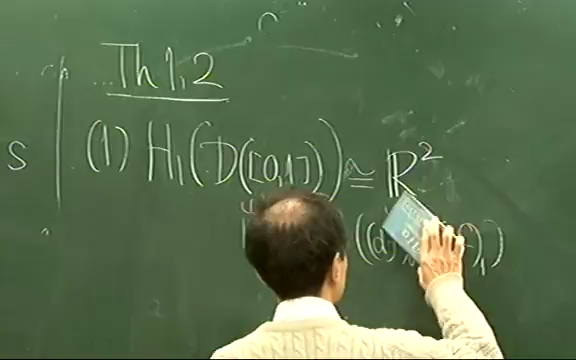 Th 1.2
(1) H₁(D([0,1])) ≅ ℝ²
S